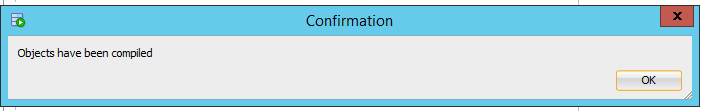 Confirmation
x
Objects have been compiled
OK